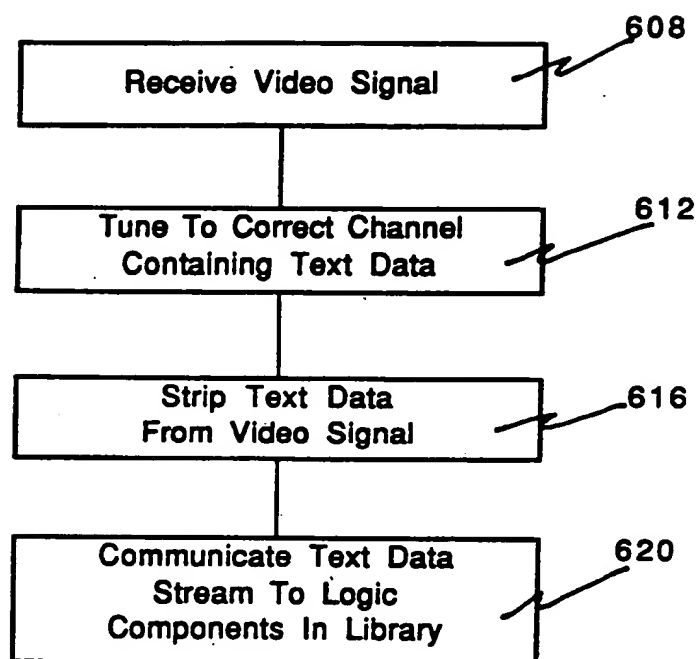 608
Receive Video Signal
612
Tune To Correct Channel
Containing Text Data
616
Strip Text Data
From Video Signal
620
Communicate Text Data
Stream To Logic
Components In Library